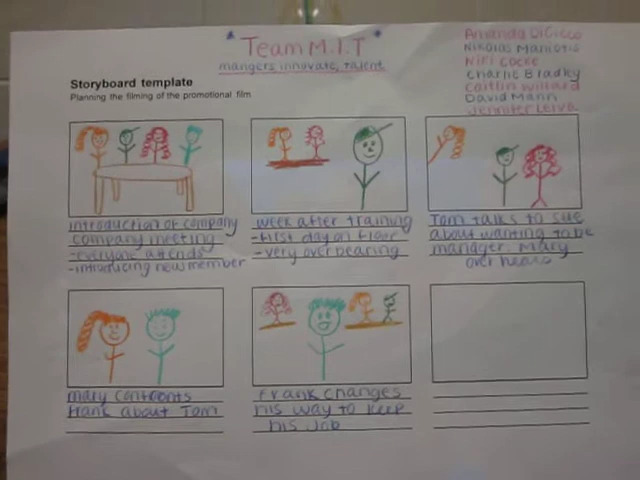 Team M.I.T
mangers, innovate, talent
Amanda DiCicco
Nikolas Maniotis
Niki Cocke
Charlie Bradley
Caitlin Willard
David Mann
Jennifer Leiva
Storyboard template
Planning the filming of the promotional film
introduction of company
company meeting
-everyone attends
-introducing new member
week after training
-first day on floor
-very over bearing
Tom talks to sue
about wanting to be
manager. Mary
over hears
Mary confronts
Frank about Tom
Frank changes
his way to keep
his job